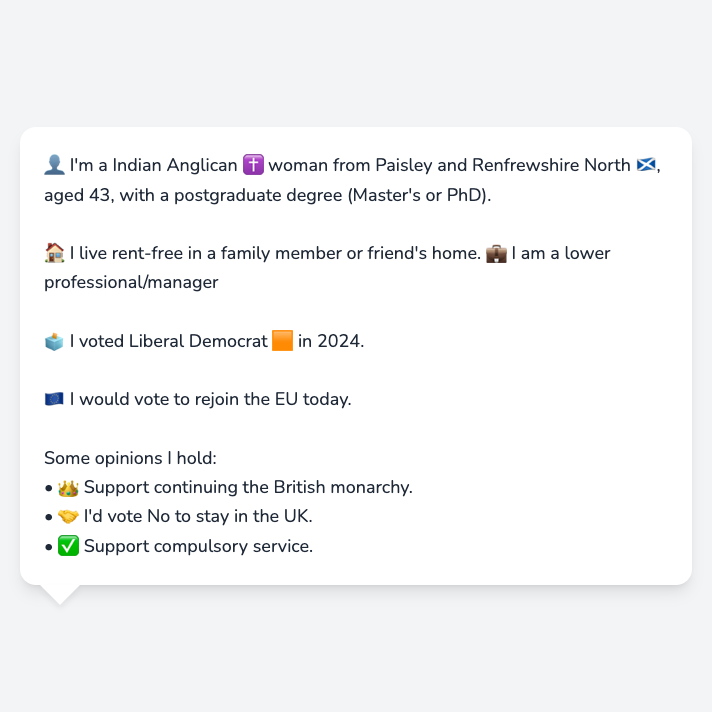 👤 I'm a Indian Anglican ✝️ woman from Paisley and Renfrewshire North 🏴󠁧󠁢󠁳󠁣󠁴󠁿,
aged 43, with a postgraduate degree (Master's or PhD).
🏠 I live rent-free in a family member or friend's home. 💼 I am a lower
professional/manager
🗳️ I voted Liberal Democrat 🟧 in 2024.
🇪🇺 I would vote to rejoin the EU today.
Some opinions I hold:
• 👑 Support continuing the British monarchy.
• 🤝 I'd vote No to stay in the UK.
• ✅ Support compulsory service.